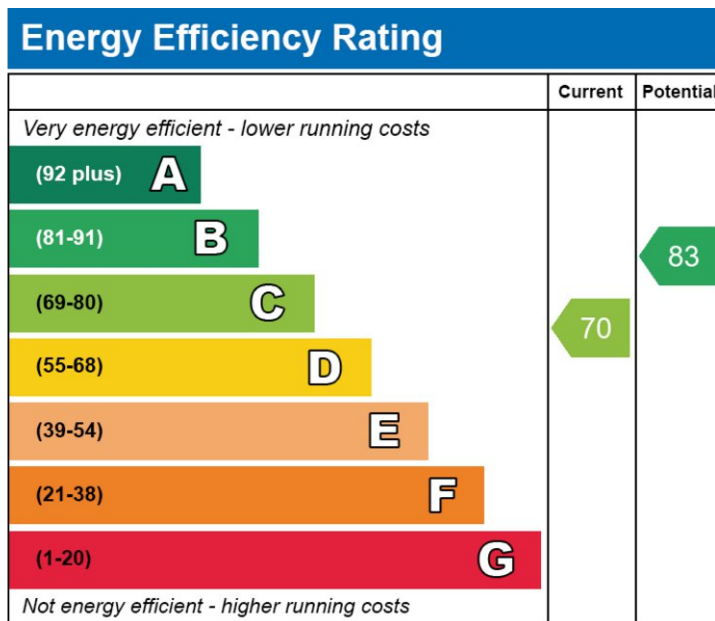 Energy Efficiency Rating
Current Potential
Very energy efficient - lower running costs
(92 plus) A
(81-91) B
83
(69-80) C
70
(55-68) D
(39-54) E
(21-38) F
(1-20) G
Not energy efficient - higher running costs